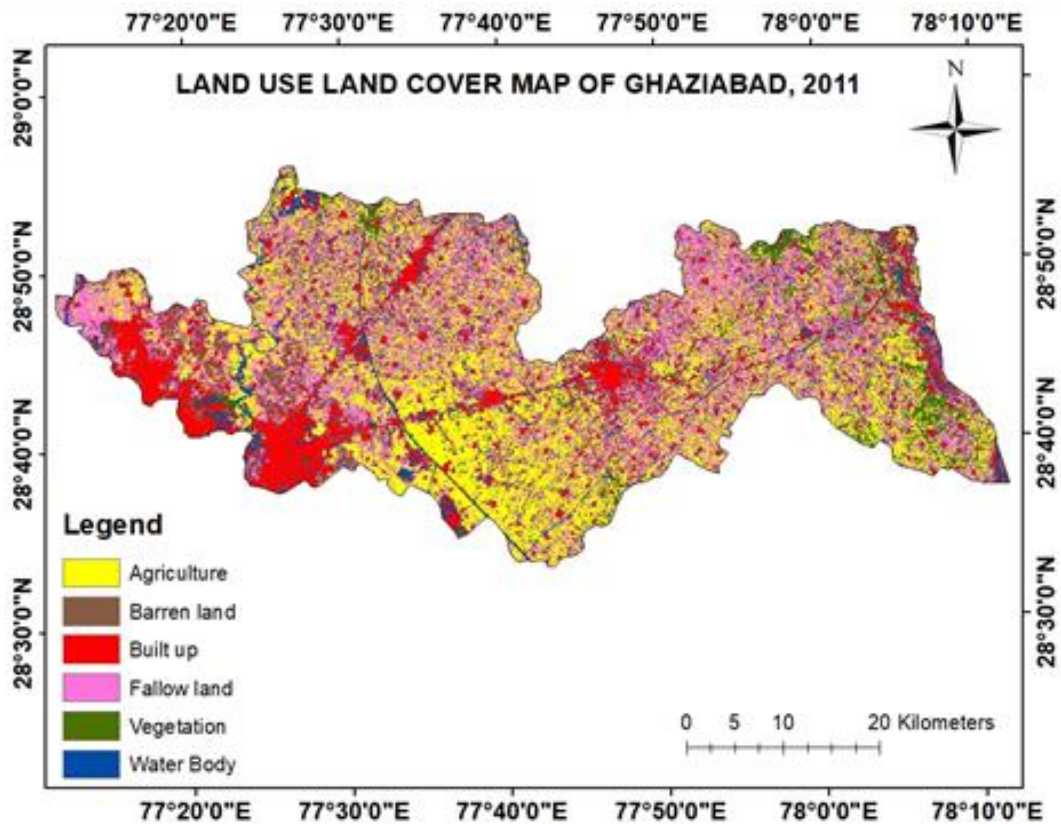 77°20'0"E 77°30'0"E 77°40'0"E 77°50'0"E 78°0'0"E 78°10'0"E
LAND USE LAND COVER MAP OF GHAZIABAD, 2011
N
29°0'0"N
28°50'0"N
28°40'0"N
28°30'0"N
28°50'0"N
28°40'0"N
28°30'0"N
Legend
Agriculture
Barren land
Built up
Fallow land
Vegetation
Water Body
0 5 10 20 Kilometers
77°20'0"E 77°30'0"E 77°40'0"E 77°50'0"E 78°0'0"E 78°10'0"E